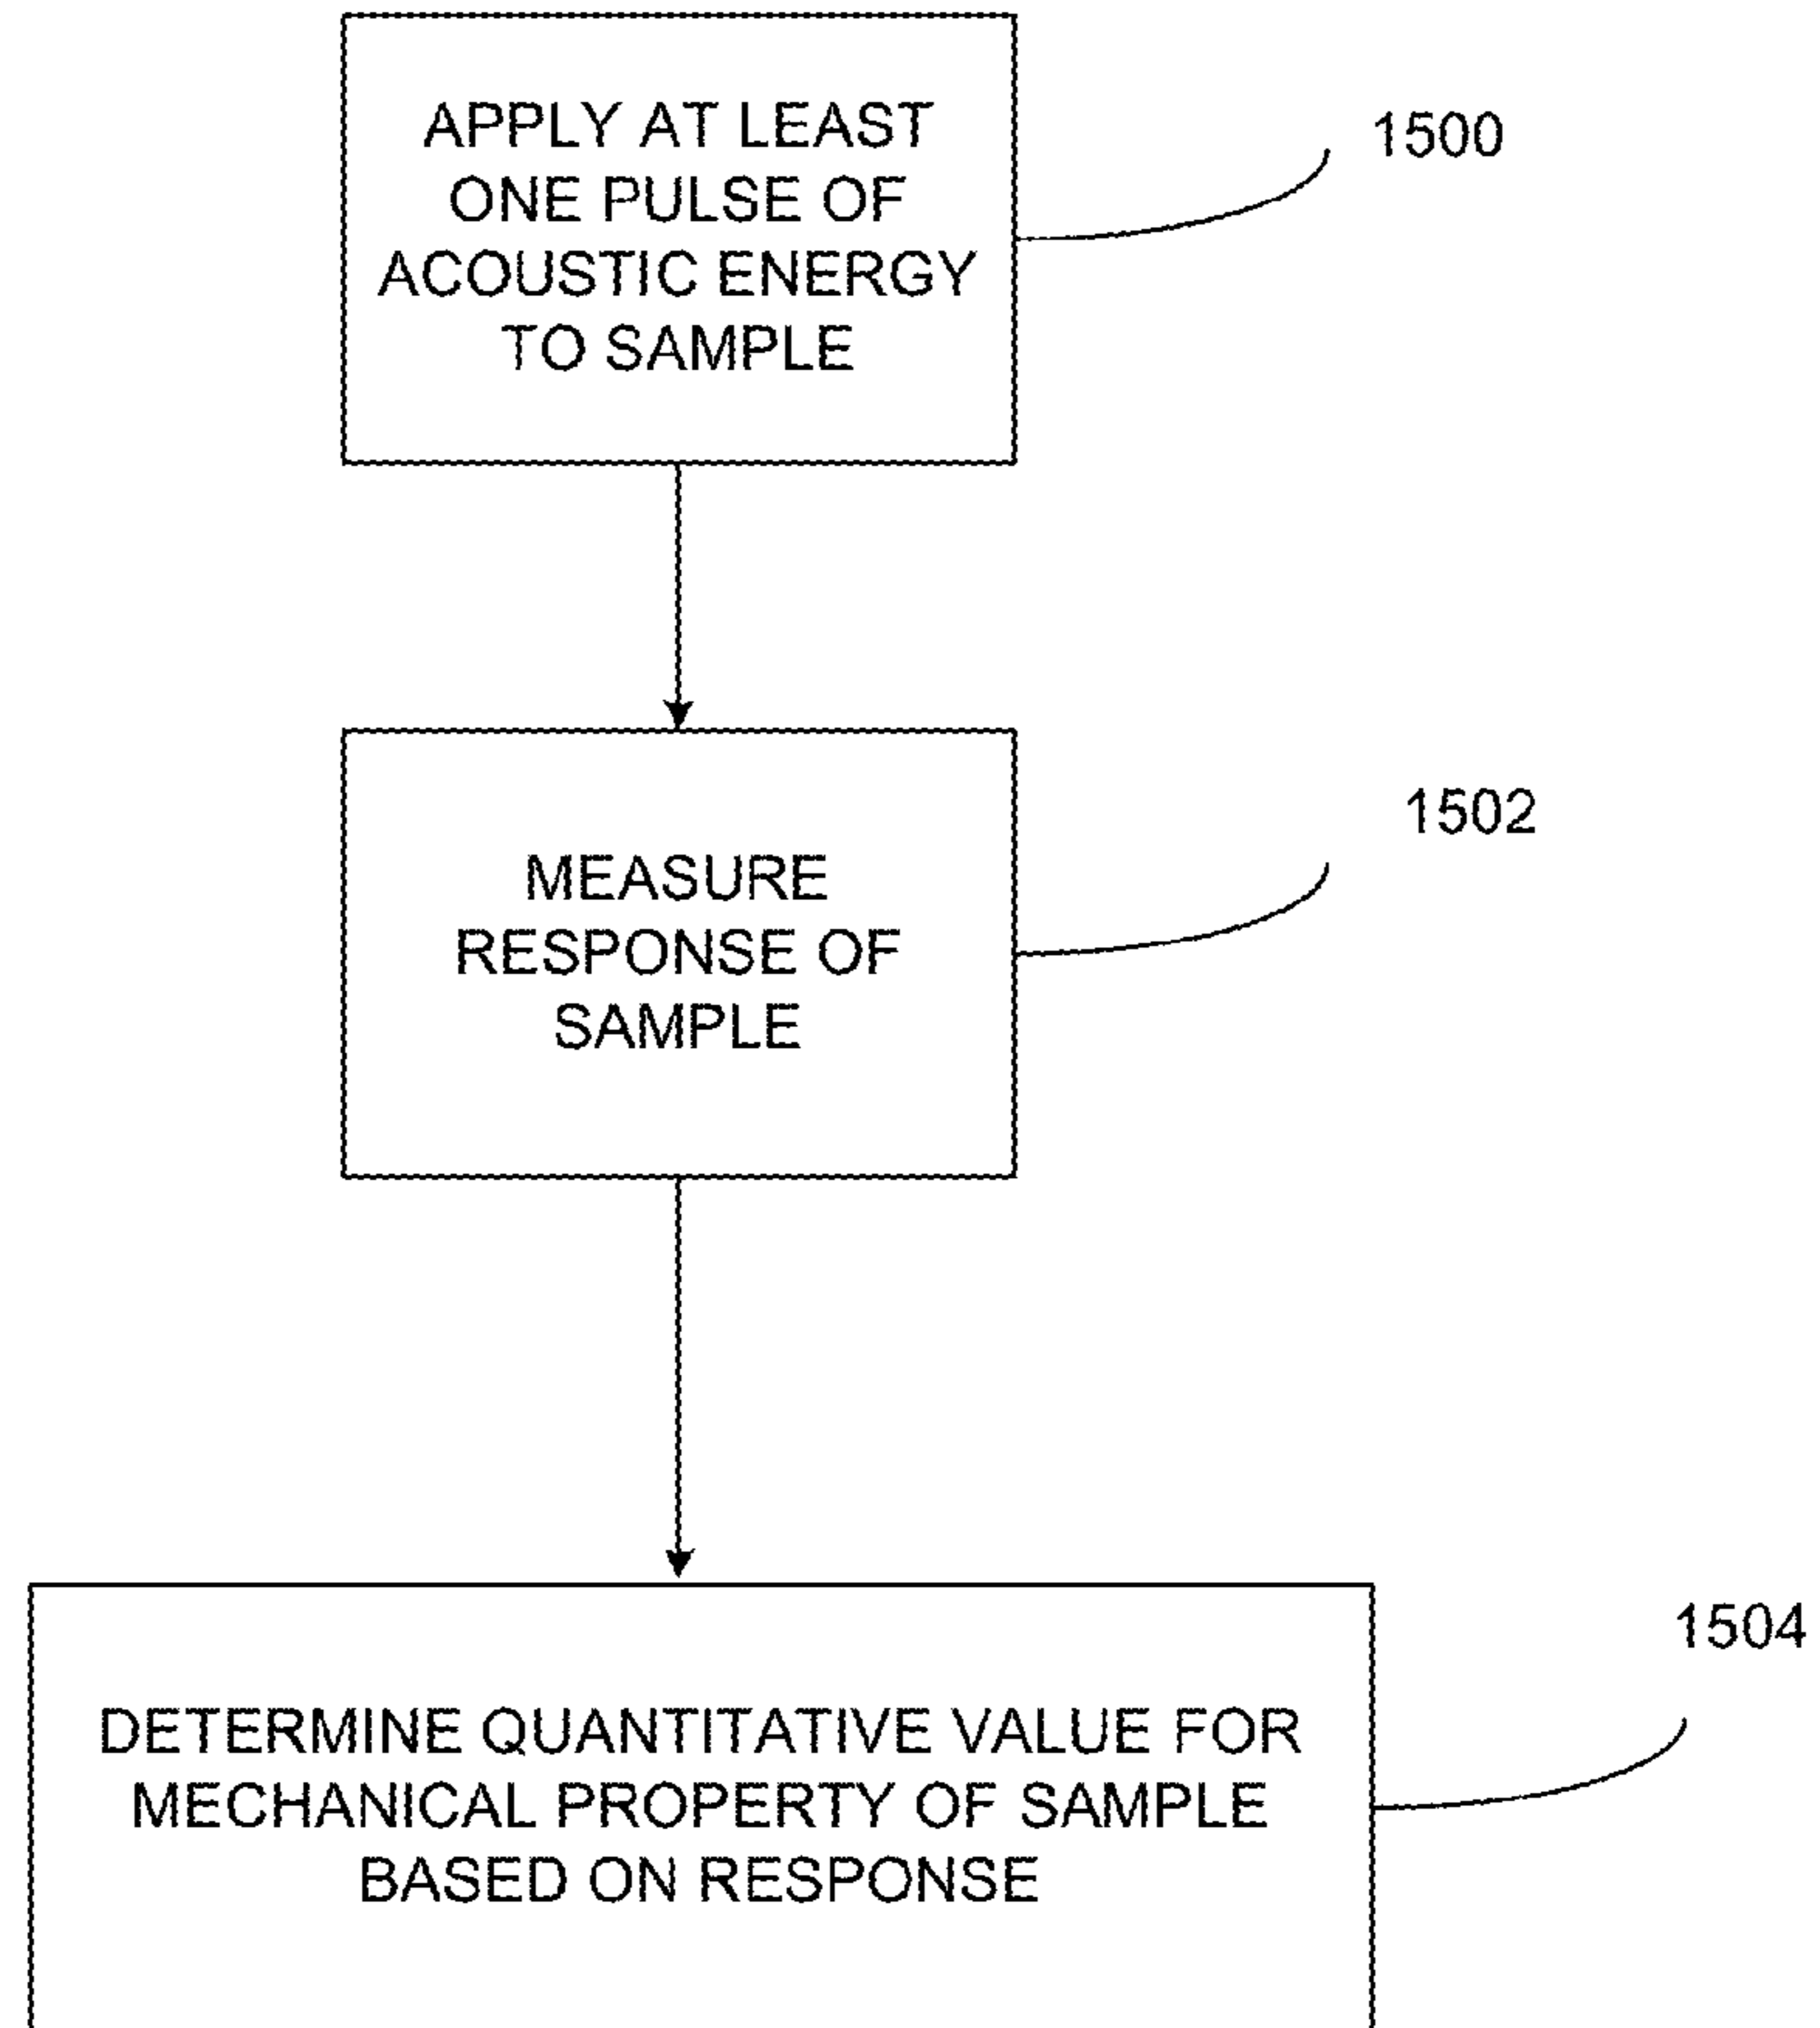 APPLY AT LEAST
ONE PULSE OF
ACOUSTIC ENERGY
TO SAMPLE
1500
MEASURE
RESPONSE OF
SAMPLE
1502
DETERMINE QUANTITATIVE VALUE FOR
MECHANICAL PROPERTY OF SAMPLE
BASED ON RESPONSE
1504